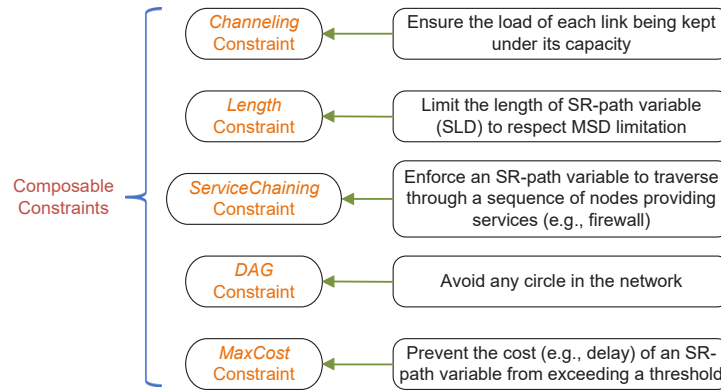 Channeling
Constraint
Ensure the load of each link being kept
under its capacity
Length
Constraint
Limit the length of SR-path variable
(SLD) to respect MSD limitation
Composable
Constraints
ServiceChaining
Constraint
Enforce an SR-path variable to traverse
through a sequence of nodes providing
services (e.g., firewall)
DAG
Constraint
Avoid any circle in the network
MaxCost
Constraint
Prevent the cost (e.g., delay) of an SR-
path variable from exceeding a threshold